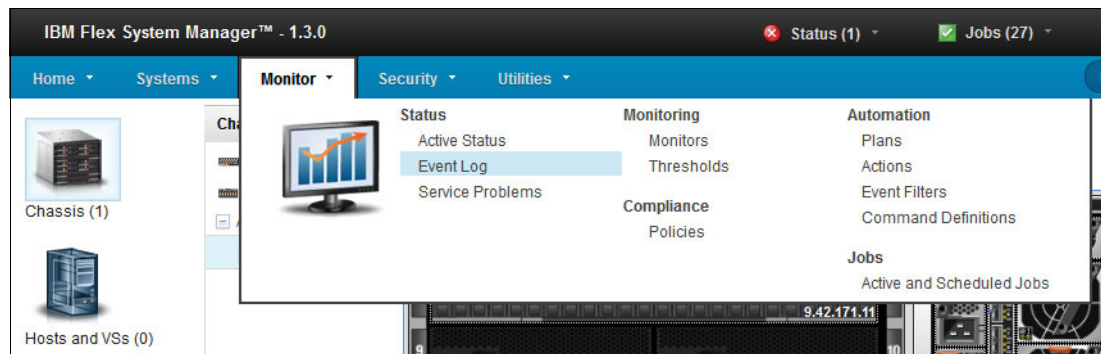 IBM Flex System Manager™ - 1.3.0
Status (1)
Jobs (27)
Home
Systems
Monitor
Security
Utilities
Chassis (1)
Hosts and VSs (0)
Status
Active Status
Event Log
Service Problems
Monitoring
Monitors
Thresholds
Compliance
Policies
Automation
Plans
Actions
Event Filters
Command Definitions
Jobs
Active and Scheduled Jobs
9.42.171.11
9
10